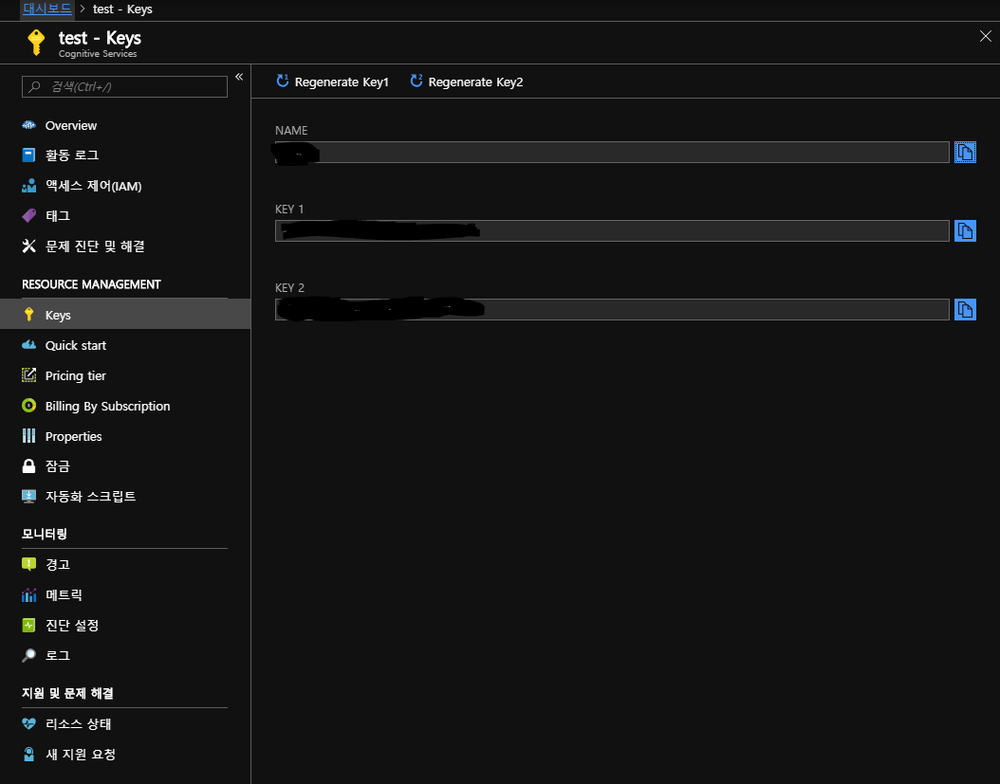 대시보드 > test - Keys
test - Keys
Cognitive Services
검색(Ctrl+/)
«
Overview
활동 로그
액세스 제어(IAM)
태그
문제 진단 및 해결
RESOURCE MANAGEMENT
Keys
Quick start
Pricing tier
Billing By Subscription
Properties
잠금
자동화 스크립트
모니터링
경고
메트릭
진단 설정
로그
지원 및 문제 해결
리소스 상태
새 지원 요청
Regenerate Key1 Regenerate Key2
NAME
KEY 1
KEY 2